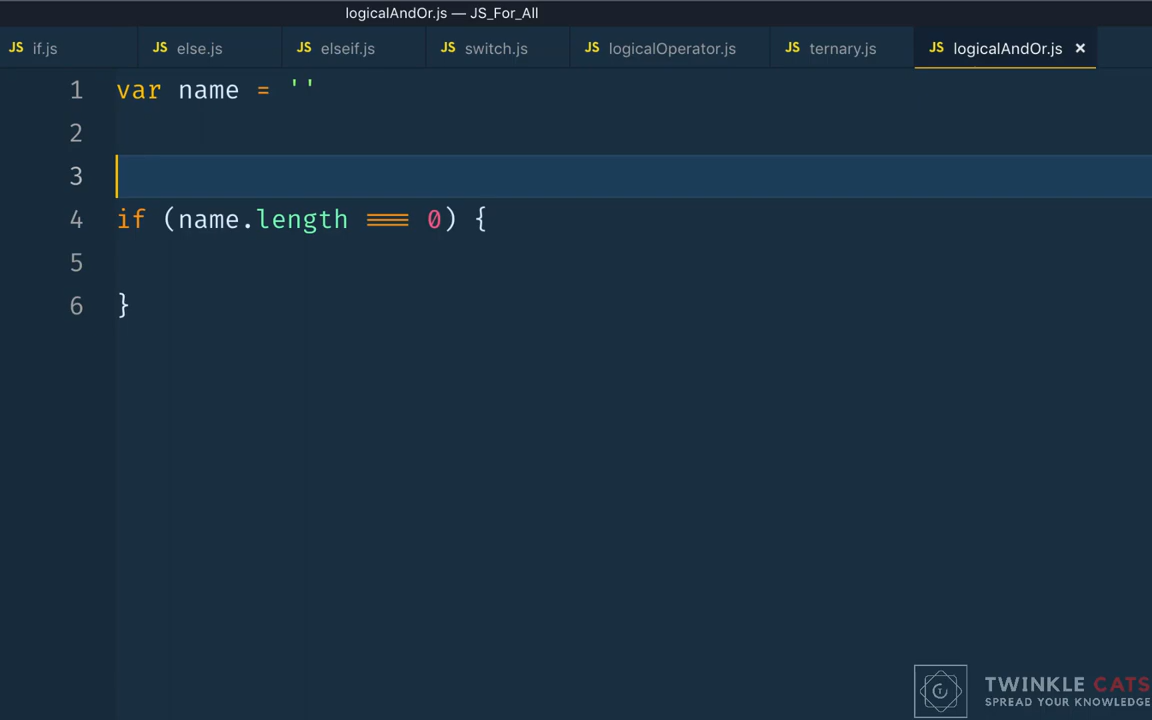 logicalAndOr.js — JS_For_All
JS if.js JS else.js JS elseif.js JS switch.js JS logicalOperator.js JS ternary.js JS logicalAndOr.js ×
1 var name = ''
2
3
4 if (name.length === 0) {
5
6 }
TWINKLE CATS
SPREAD YOUR KNOWLEDGE